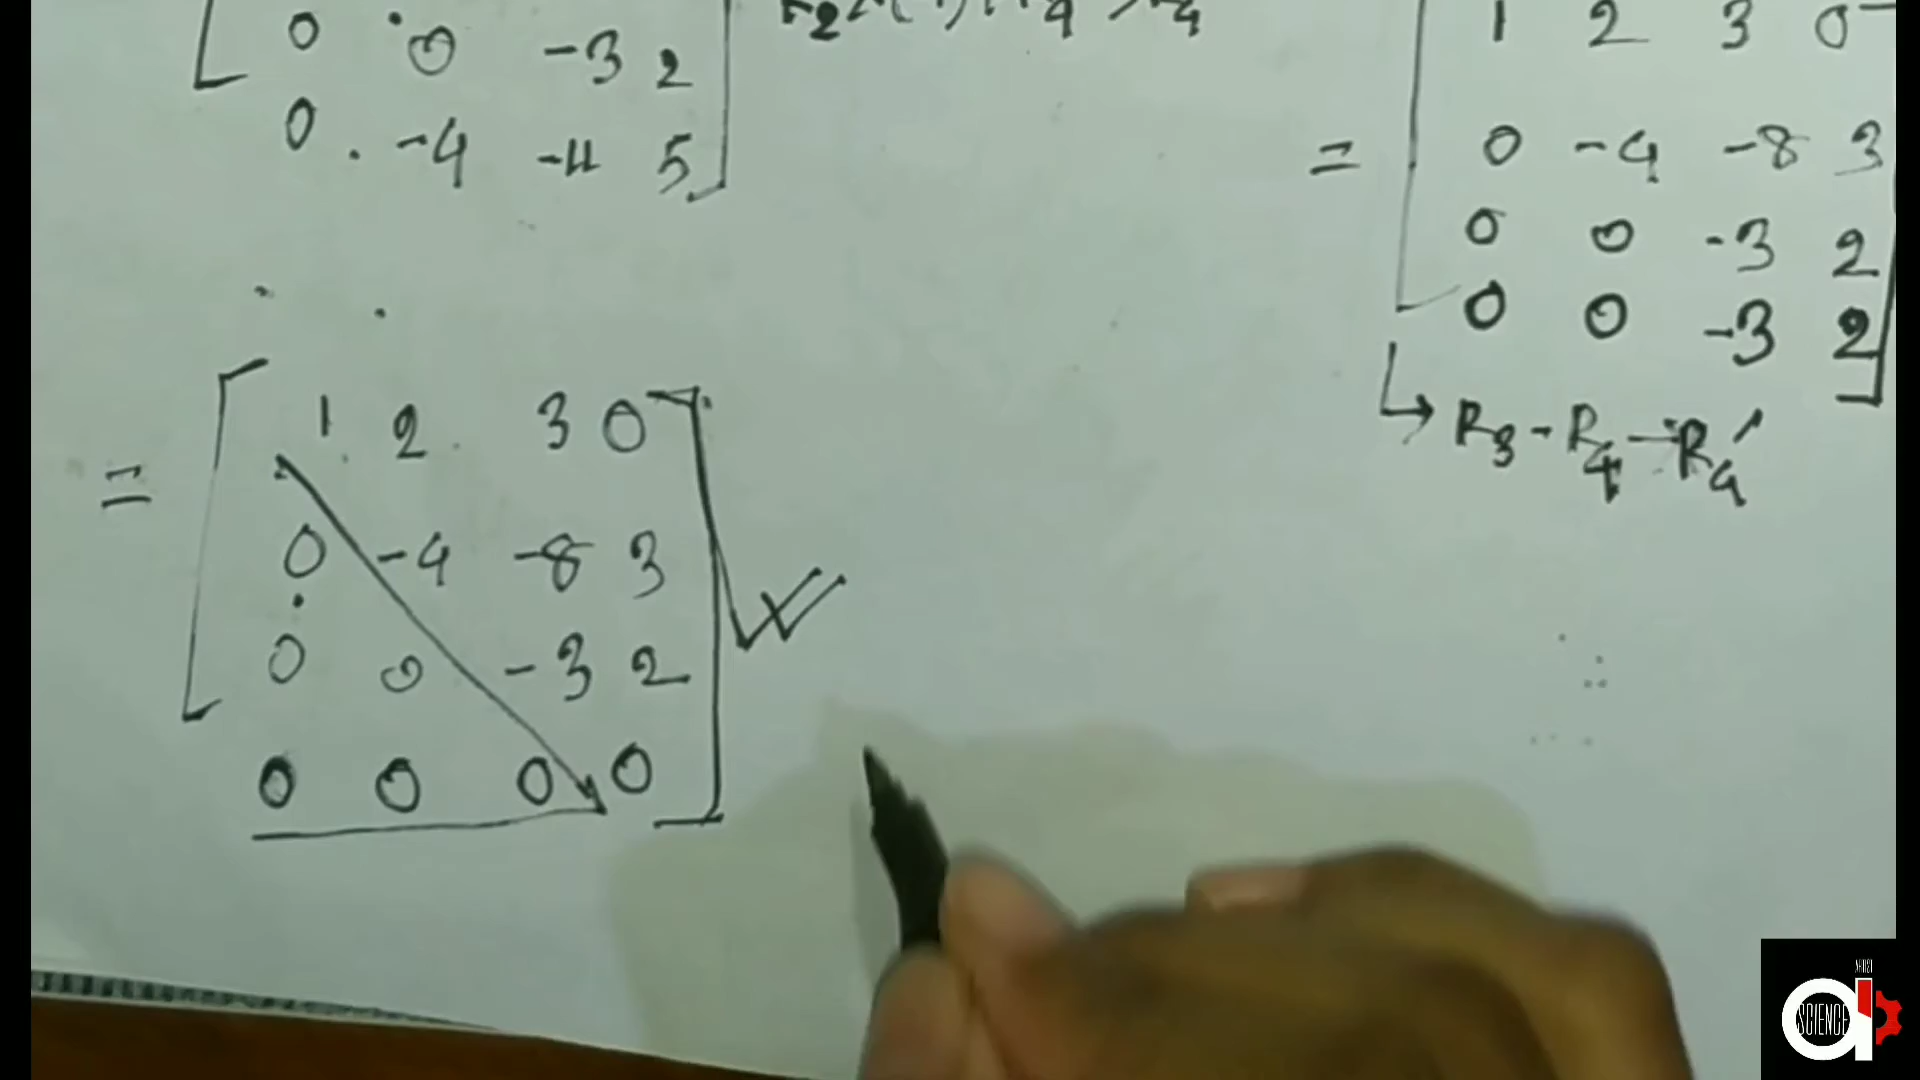 0 0 -3 2
0 -4 -11 5
1 2 3 0
0 -4 -8 3
0 0 -3 2
0 0 -3 2
R3 - R4 → R4'
=
1 2 3 0
= 0 -4 -8 3
0 0 -3 2
0 0 0 0
SCIENCE